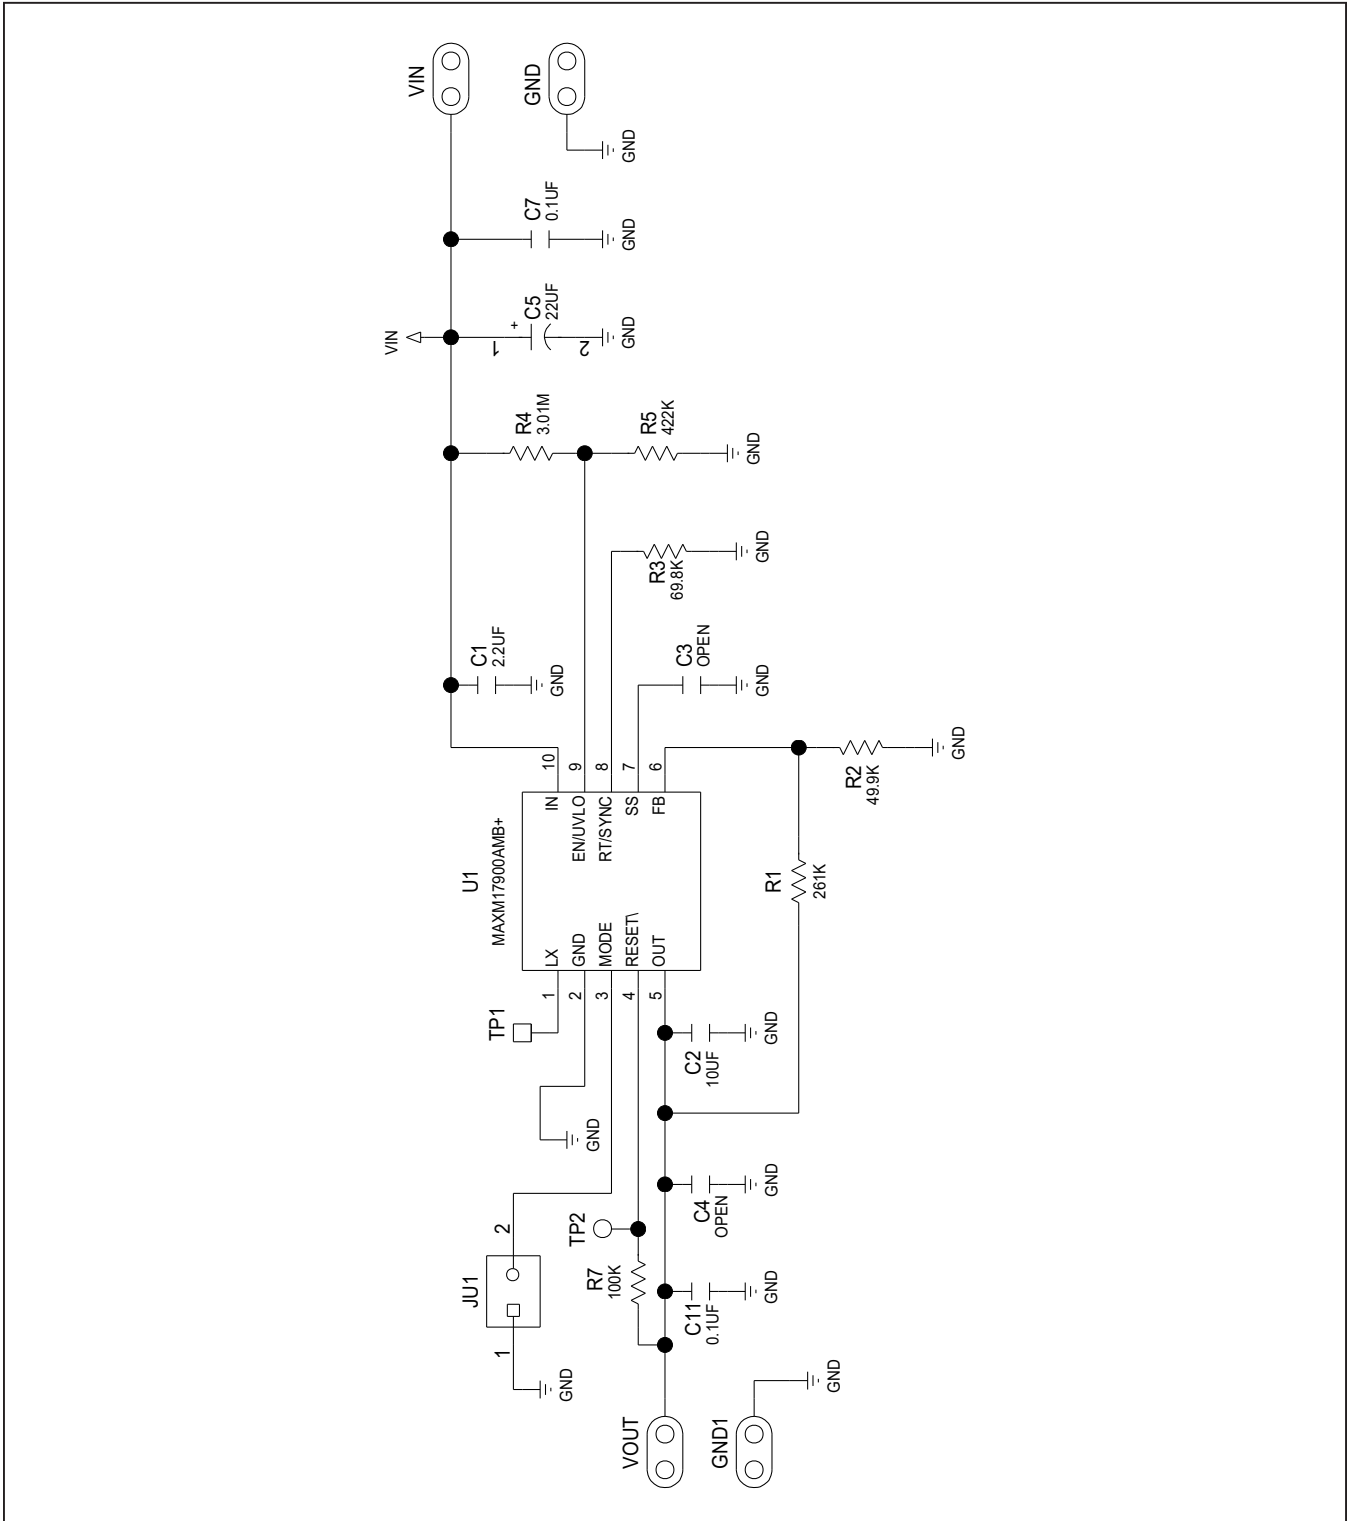 VIN
GND
GND
C7
0.1UF
GND
VIN
1
+
C5
22UF
2
GND
R4
3.01M
R5
422K
GND
R3
69.8K
GND
C1
2.2UF
GND
C3
OPEN
GND
R2
49.9K
GND
10
9
8
7
6
U1
MAXM17900AMB+
IN
EN/UVLO
RT/SYNC
SS
FB
LX
GND
MODE
RESET\
OUT
1
2
3
4
5
R1
261K
TP1
GND
C2
10UF
GND
JU1
2
1
GND
TP2
R7
100K
C4
OPEN
GND
C11
0.1UF
GND
VOUT
GND1
GND